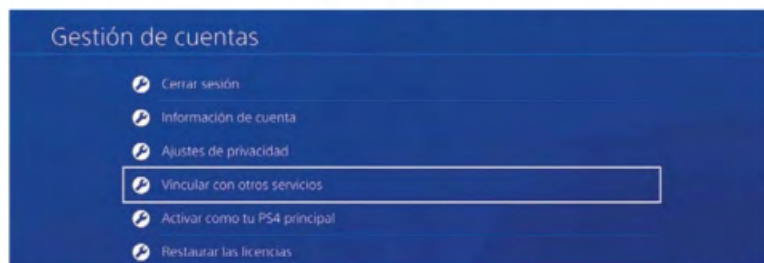 Gestión de cuentas
Cerrar sesión
Información de cuenta
Ajustes de privacidad
Vincular con otros servicios
Activar como tu PS4 principal
Restaurar las licencias